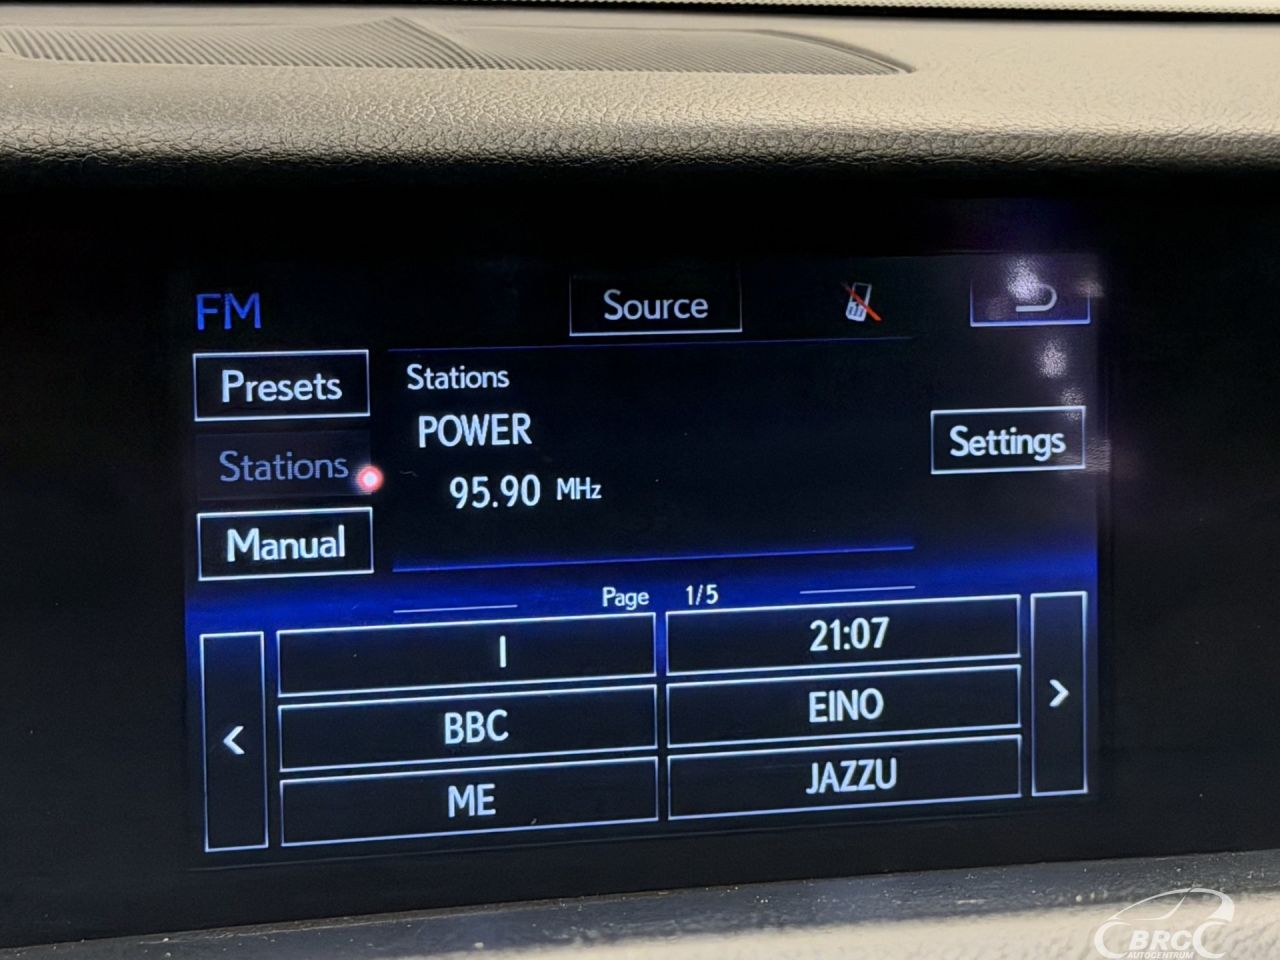 FM
Source
Presets
Stations
POWER
Stations
95.90 MHz
Settings
Manual
Page 1/5
I
21:07
BBC
EINO
ME
JAZZU
BRC
AUTOCENTRUM